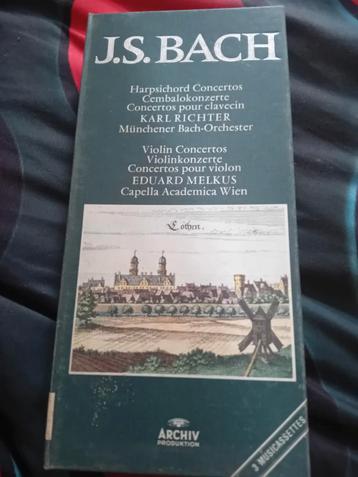 J.S. BACH
Harpsichord Concertos
Cembalokonzerte
Concertos pour clavecin
KARL RICHTER
Münchener Bach-Orchester
Violin Concertos
Violinkonzerte
Concertos pour violon
EDUARD MELKUS
Capella Academica Wien
Cöthen.
ARCHIV
PRODUKTION
3 MUSICASSETTES